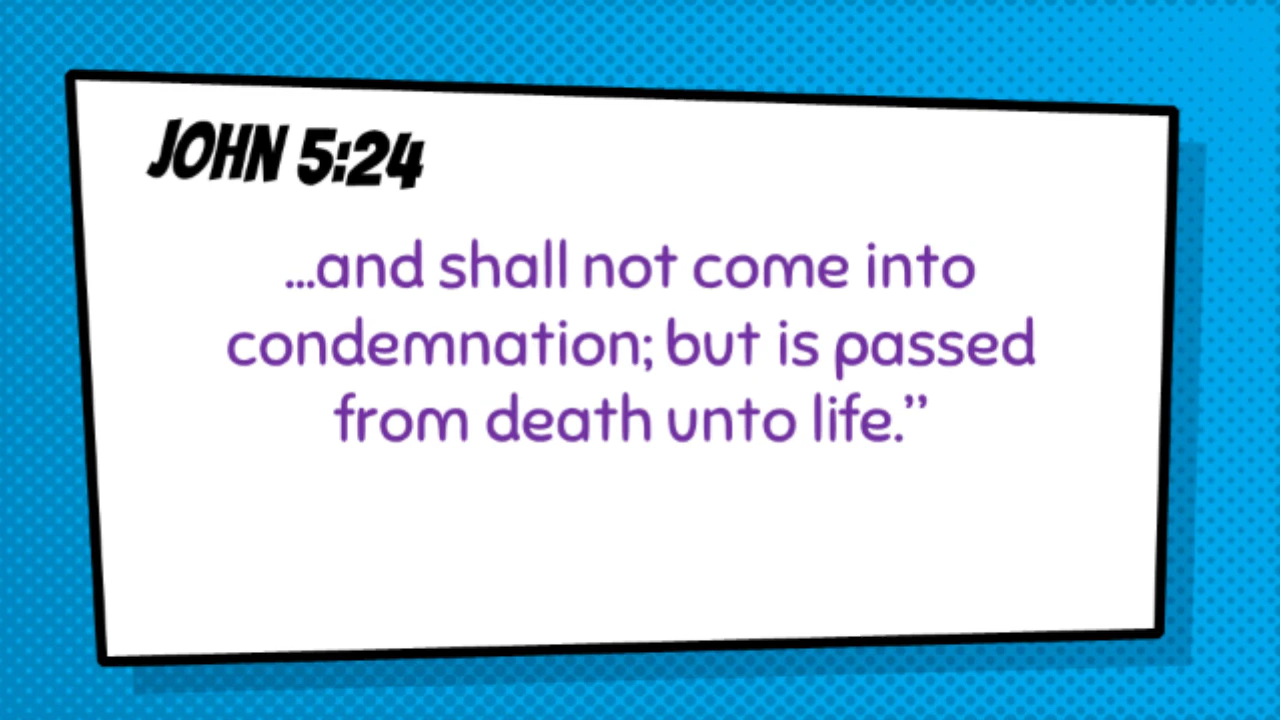 JOHN 5:24
...and shall not come into
condemnation; but is passed
from death unto life.”